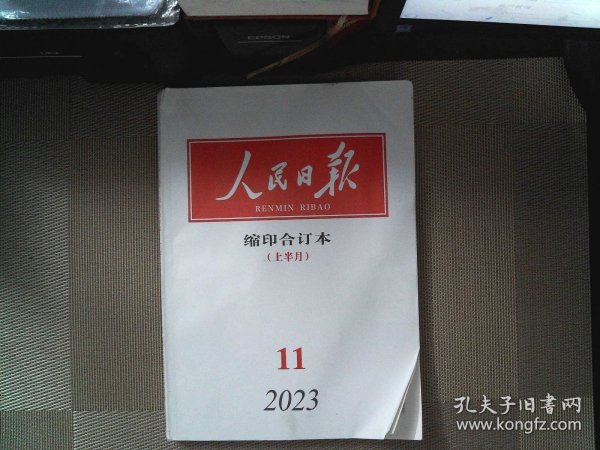 EPSON
人民日报
RENMIN RIBAO
缩印合订本
(上半月)
11
2023
孔夫子旧書网
www.kongfz.com